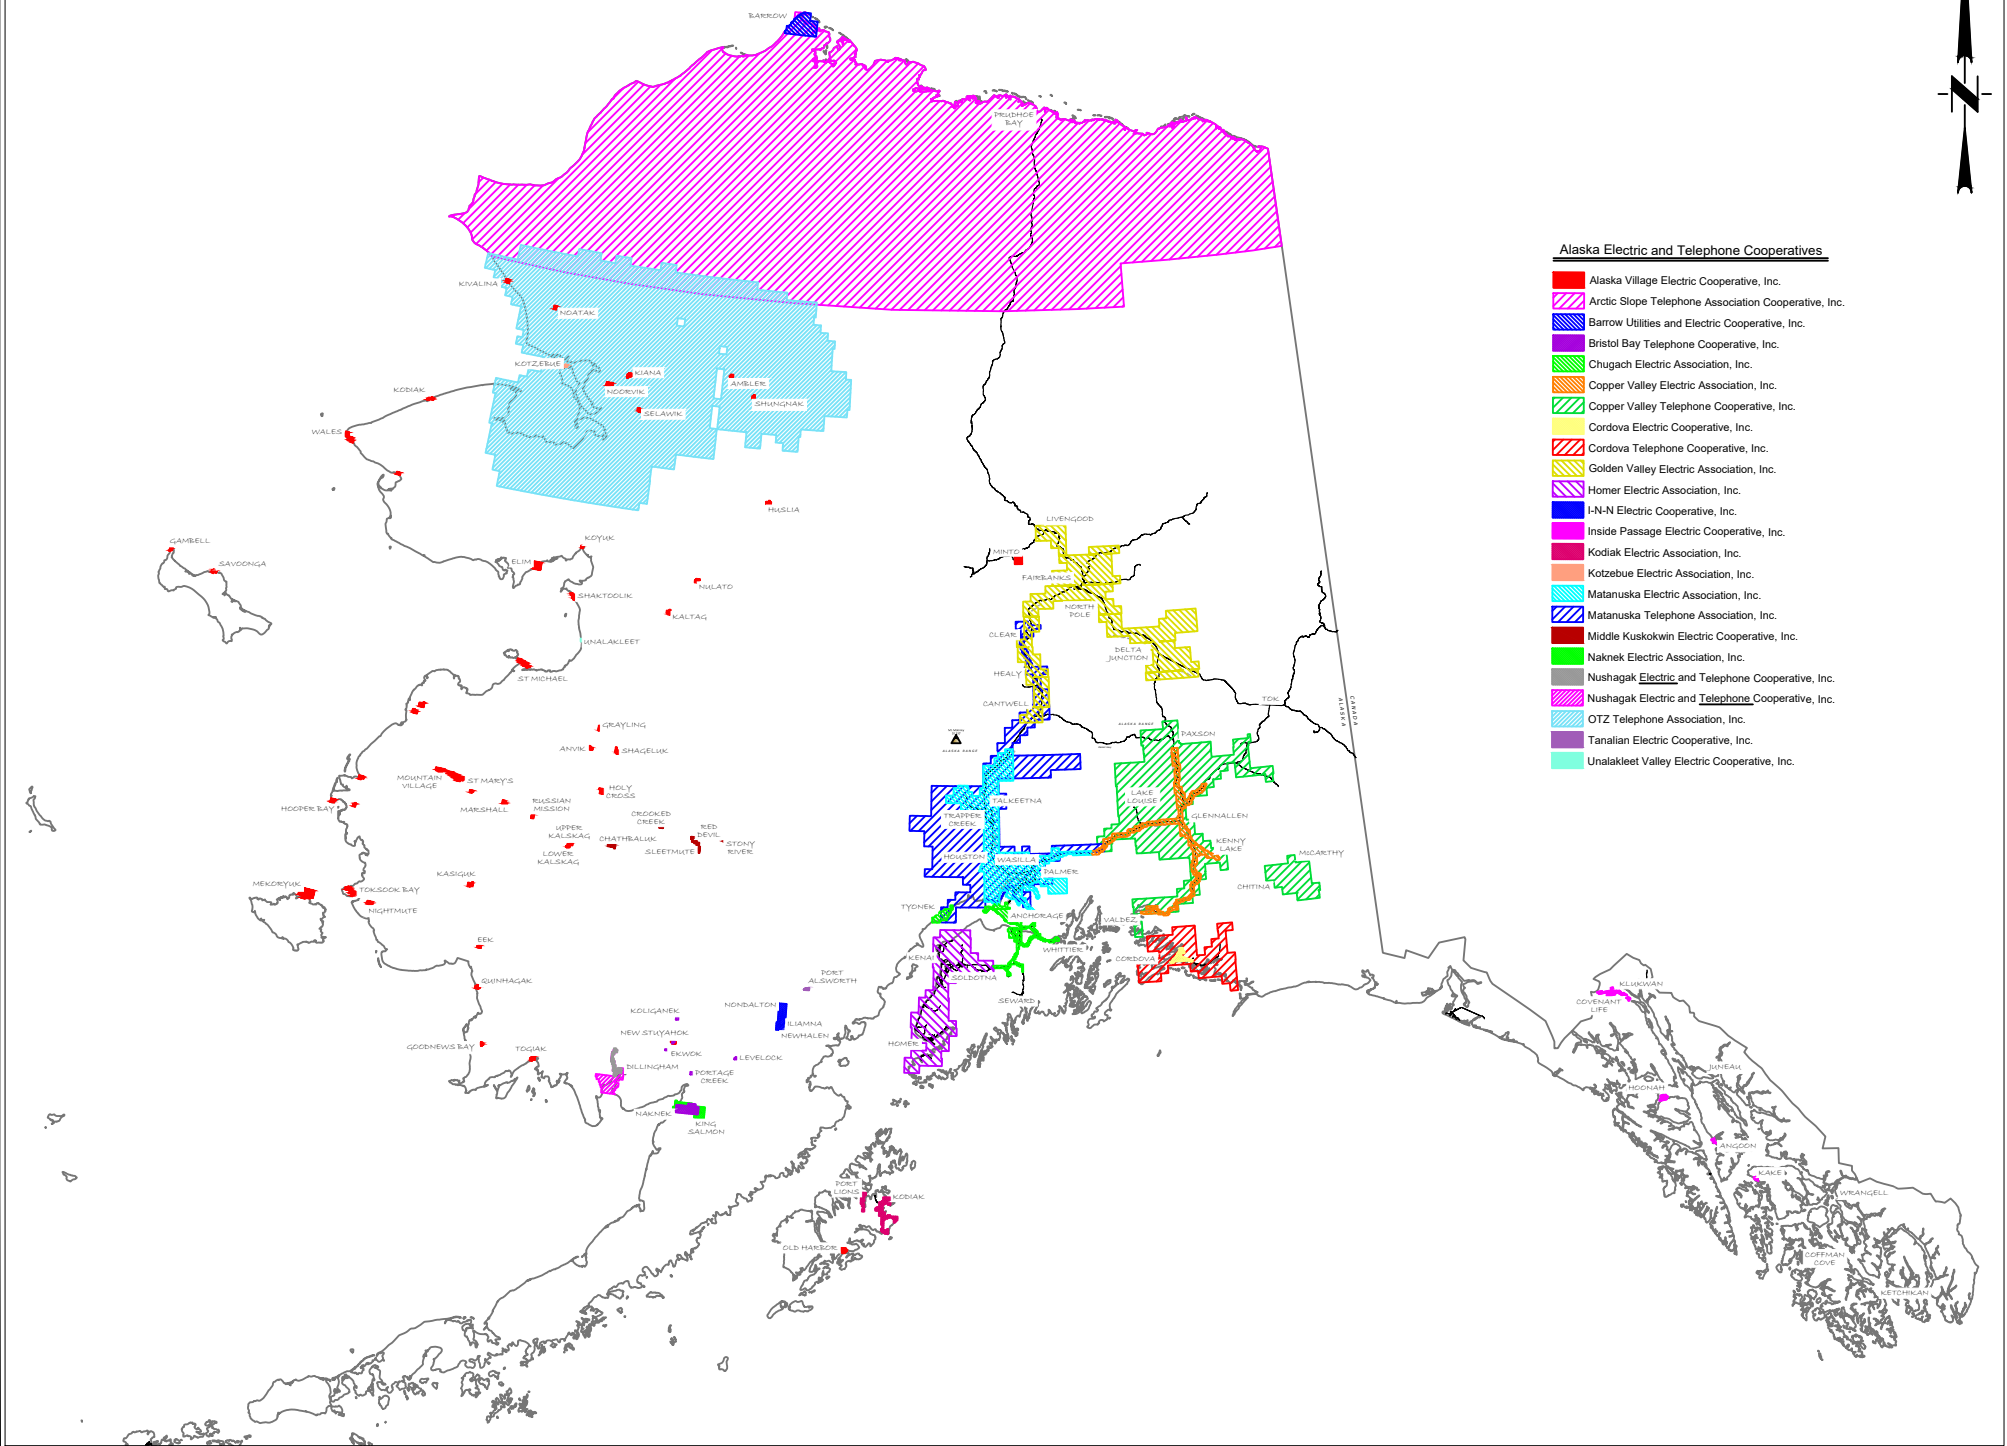 BARROW
PRUDHOE
BAY
N
Alaska Electric and Telephone Cooperatives
Alaska Village Electric Cooperative, Inc.
Arctic Slope Telephone Association Cooperative, Inc.
Barrow Utilities and Electric Cooperative, Inc.
Bristol Bay Telephone Cooperative, Inc.
Chugach Electric Association, Inc.
Copper Valley Electric Association, Inc.
Copper Valley Telephone Cooperative, Inc.
Cordova Electric Cooperative, Inc.
Cordova Telephone Cooperative, Inc.
Golden Valley Electric Association, Inc.
Homer Electric Association, Inc.
I-N-N Electric Cooperative, Inc.
Inside Passage Electric Cooperative, Inc.
Kodiak Electric Association, Inc.
Kotzebue Electric Association, Inc.
Matanuska Electric Association, Inc.
Matanuska Telephone Association, Inc.
Middle Kuskokwin Electric Cooperative, Inc.
Naknek Electric Association, Inc.
Nushagak Electric and Telephone Cooperative, Inc.
Nushagak Electric and Telephone Cooperative, Inc.
OTZ Telephone Association, Inc.
Tanalian Electric Cooperative, Inc.
Unalakleet Valley Electric Cooperative, Inc.
KIVALINA
NOATAK
KOTZEBUE
KIANA
NOORVIK
AMBLER
SHUNGNAK
SELAWIK
KODIAK
WALES
HUSLIA
GAMBELL
SAVOONGA
KOYUK
ELIM
SHAKTOOLIK
NULATO
KALTAG
UNALAKLEET
ST MICHAEL
LIVENGOOD
MINTO
FAIRBANKS
NORTH
POLE
CLEAR
DELTA
JUNCTION
HEALY
CANTWELL
TOK
CANADA
ALASKA
ALASKA RANGE
ALASKA RANGE
PAXSON
GRAYLING
ANVIK
SHAGELUK
MOUNTAIN
VILLAGE
ST MARY'S
HOLY
CROSS
HOOPER BAY
MARSHALL
RUSSIAN
MISSION
UPPER
KALSKAG
LOWER
KALSKAG
CROOKED
CREEK
CHATHBALUK
RED
DEVIL
SLEETMUTE
STONY
RIVER
KASIGUK
MEKORYUK
TOKSOOK BAY
NIGHTMUTE
EEK
QUINHAGAK
GOODNEWS BAY
TOGIAK
TALKEETNA
TRAPPER
CREEK
LAKE
LOUISE
GLENNALLEN
KENNY
LAKE
McCARTHY
CHITINA
HOUSTON
WASILLA
PALMER
TYONEK
ANCHORAGE
VALDEZ
WHITTIER
CORDOVA
KENAI
SOLDOTNA
SEWARD
HOMER
PORT
ALSWORTH
NONDALTON
ILIAMNA
NEWHALEN
KOLIGANEK
NEW STUYAHOK
EKWOK
LEVELOCK
DILLINGHAM
PORTAGE
CREEK
NAKNEK
KING
SALMON
PORT
LIONS
KODIAK
OLD HARBOR
KLUKWAN
COVENANT
LIFE
JUNEAU
HOONAH
ANGOON
KAKE
WRANGELL
COFFMAN
COVE
KETCHIKAN